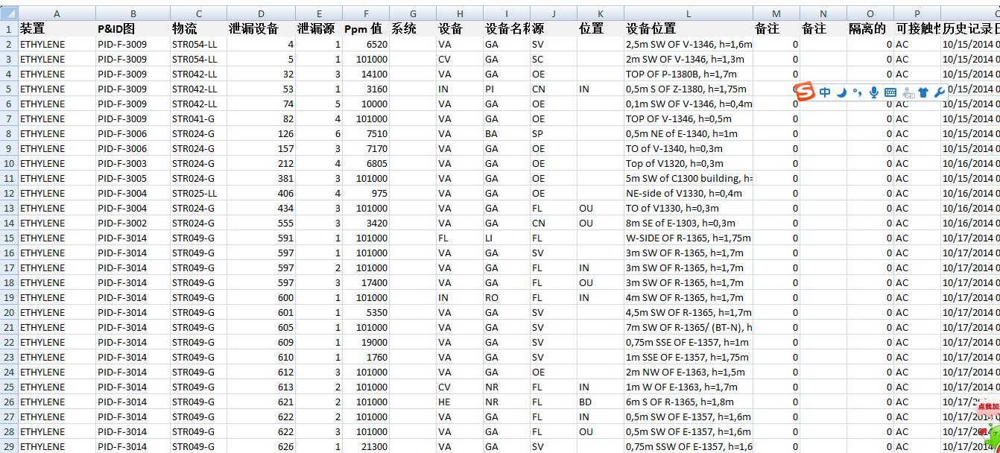 A B C D E F G H I J K L M N O P
1 装置 P&ID图 物流 泄漏设备 泄漏源 Ppm 值 系统 设备 设备名称 源 位置 设备位置 备注 备注 隔离的 可接触性 历史记录日
2 ETHYLENE PID-F-3009 STR054-LL 4 1 6520 VA GA SV 2,5m SW OF V-1346, h=1,6m 0 0 AC 10/15/2014 0
3 ETHYLENE PID-F-3009 STR054-LL 5 1 101000 CV GA SC 2m SW OF V-1346, h=1,3m 0 0 AC 10/15/2014 0
4 ETHYLENE PID-F-3009 STR042-LL 32 3 14100 VA GA OE TOP OF P-1380B, h=1,7m 0 0 AC 10/15/2014 0
5 ETHYLENE PID-F-3009 STR042-LL 53 1 3160 IN PI CN IN 0,5m S OF Z-1380, h=1,75m 中 /15/2014 0
6 ETHYLENE PID-F-3009 STR042-LL 74 5 10000 VA GA OE 0,1m SW OF V-1346, h=0,4m 0 0 AC 10/15/2014 0
7 ETHYLENE PID-F-3009 STR041-G 82 4 101000 VA GA OE TOP OF V-1346, h=0,5m 0 0 AC 10/15/2014 0
8 ETHYLENE PID-F-3006 STR024-G 126 6 7510 VA BA SP 0,5m NE of E-1340, h=1m 0 0 AC 10/15/2014 0
9 ETHYLENE PID-F-3006 STR024-G 157 3 7170 VA GA OE TO of V-1340, h=0,3m 0 0 AC 10/15/2014 0
10 ETHYLENE PID-F-3003 STR024-G 212 4 6805 VA GA OE Top of V1320, h=0,3m 0 0 AC 10/16/2014 0
11 ETHYLENE PID-F-3005 STR024-G 381 3 101000 VA GA OE 5m SW of C1300 building, h= 0 0 AC 10/15/2014 0
12 ETHYLENE PID-F-3004 STR025-LL 406 4 975 VA GA OE NE-side of V1330, h=0,4m 0 0 AC 10/16/2014 0
13 ETHYLENE PID-F-3004 STR024-G 434 3 101000 VA GA FL OU TO of V1330, h=0,3m 0 0 AC 10/16/2014 0
14 ETHYLENE PID-F-3002 STR024-G 555 3 3420 VA GA CN OU 8m SE of E-1303, h=0,3m 0 0 AC 10/16/2014 0
15 ETHYLENE PID-F-3014 STR049-G 591 1 101000 FL LI FL W-SIDE OF R-1365, h=1,75m 0 0 AC 10/17/2014 0
16 ETHYLENE PID-F-3014 STR049-G 597 1 101000 VA GA SV 3m SW OF R-1365, h=1,7m 0 0 AC 10/17/2014 0
17 ETHYLENE PID-F-3014 STR049-G 597 2 101000 VA GA FL IN 3m SW OF R-1365, h=1,7m 0 0 AC 10/17/2014 0
18 ETHYLENE PID-F-3014 STR049-G 597 3 17400 VA GA FL OU 3m SW OF R-1365, h=1,7m 0 0 AC 10/17/2014 0
19 ETHYLENE PID-F-3014 STR049-G 600 1 101000 IN RO FL IN 4m SW OF R-1365, h=1,7m 0 0 AC 10/17/2014 0
20 ETHYLENE PID-F-3014 STR049-G 601 1 5350 VA GA SV 4,5m SW OF R-1365, h=1,7m 0 0 AC 10/17/2014 0
21 ETHYLENE PID-F-3014 STR049-G 605 1 101000 VA GA SV 7m SW OF R-1365/ (BT-N), h 0 0 AC 10/17/2014 0
22 ETHYLENE PID-F-3014 STR049-G 609 1 19000 VA GA SV 0,75m SSE OF E-1357, h=1m 0 0 AC 10/17/2014 0
23 ETHYLENE PID-F-3014 STR049-G 610 1 1760 VA GA SV 1m SSE OF E-1357, h=1,75m 0 0 AC 10/17/2014 0
24 ETHYLENE PID-F-3014 STR049-G 612 3 101000 VA GA OE 2m NW OF E-1363, h=1,5m 0 0 AC 10/17/2014 0
25 ETHYLENE PID-F-3014 STR049-G 613 2 101000 CV NR FL IN 1m W OF E-1363, h=1,7m 0 0 AC 10/17/2014 0
26 ETHYLENE PID-F-3014 STR049-G 621 2 101000 HE NR FL BD 6m S OF R-1365, h=1,8m 0 0 AC 10/17/2 点我加
27 ETHYLENE PID-F-3014 STR049-G 622 2 101000 VA GA FL IN 0,5m SW OF E-1357, h=1,6m 0 0 AC 10/17/2014
28 ETHYLENE PID-F-3014 STR049-G 622 3 101000 VA GA FL OU 0,5m SW OF E-1357, h=1,6m 0 0 AC 10/17/2014
29 ETHYLENE PID-F-3014 STR049-G 626 1 21300 VA GA SV 0,75m SSW OF E-1357, h=1,6 0 0 AC 10/17/2014